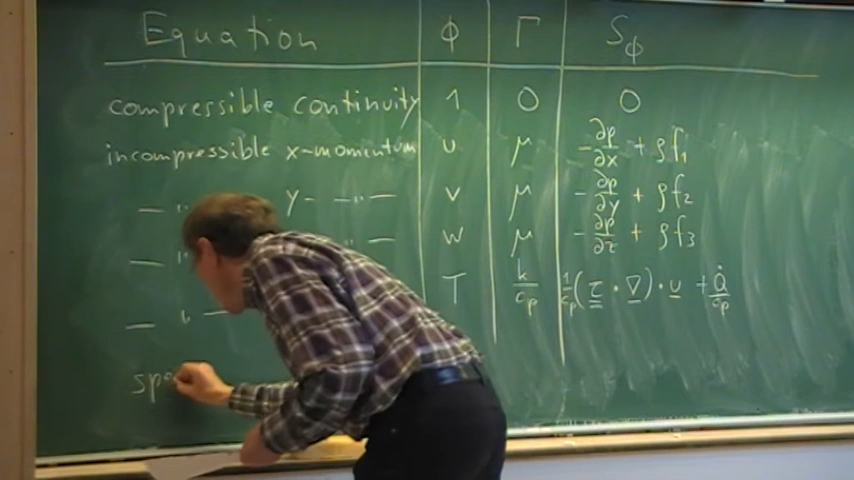 Equation ϕ Γ S_ϕ
compressible continuity 1 0 0
incompressible x-momentum u μ -∂p/∂x + ρf₁
— " y- —"— v μ -∂p/∂y + ρf₂
— " " — w μ -∂p/∂z + ρf₃
— " — T k/c_p 1/c_p (τ · ∇) · u + Q̇/c_p
sp